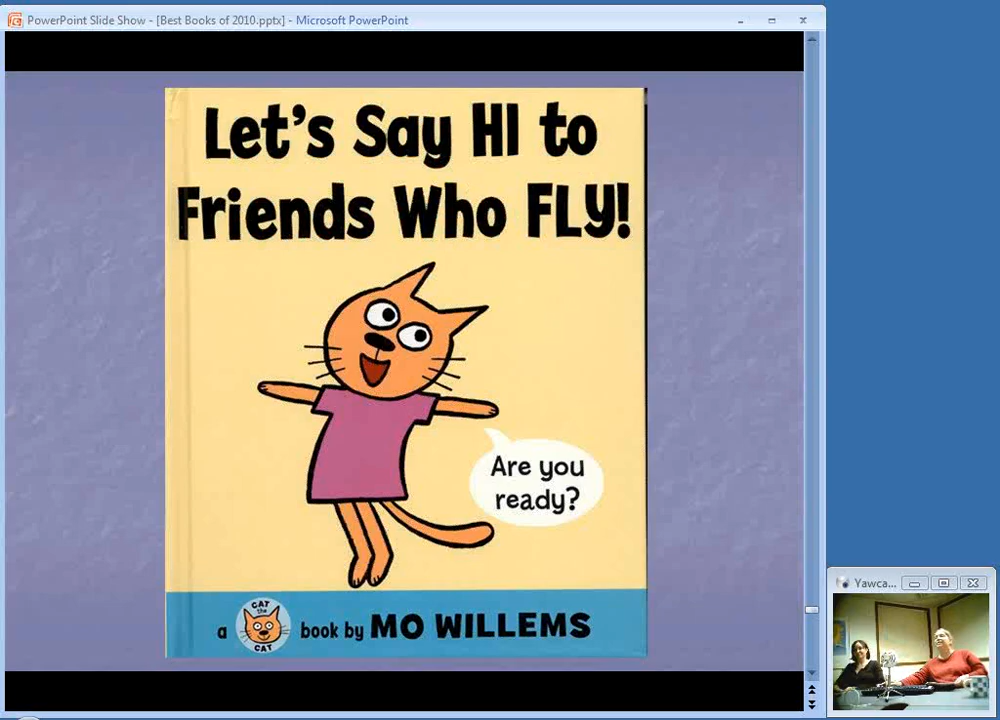 PowerPoint Slide Show - [Best Books of 2010.pptx] - Microsoft PowerPoint
Let's Say HI to
Friends Who FLY!
Are you
ready?
a CAT the CAT book by MO WILLEMS
Yawca...